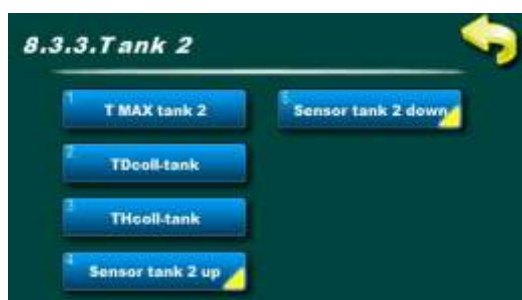 8.3.3.Tank 2
1
T MAX tank 2
2
TDcoll-tank
3
THcoll-tank
4
Sensor tank 2 up
5
Sensor tank 2 down